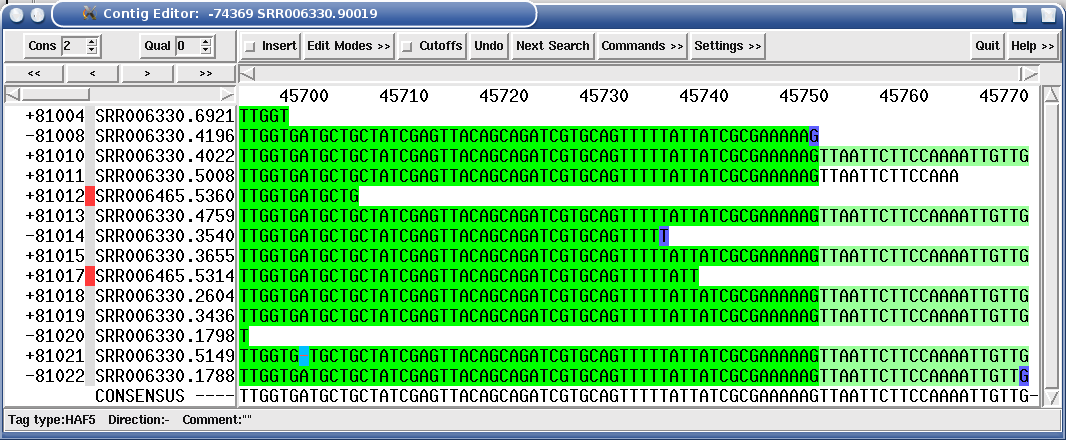 Contig Editor: -74369 SRR006330.90019
Cons 2 Qual 0 Insert Edit Modes >> Cutoffs Undo Next Search Commands >> Settings >> Quit Help >>
<< < > >>
45700 45710 45720 45730 45740 45750 45760 45770
+81004 SRR006330.6921 TTGGT
-81008 SRR006330.4196 TTGGTGATGCTGCTATCGAGTTACAGCAGATCGTGCAGTTTTTATTATCGCGAAAAAG
+81010 SRR006330.4022 TTGGTGATGCTGCTATCGAGTTACAGCAGATCGTGCAGTTTTTATTATCGCGAAAAAGTTAATTCTTCCAAAATTGTTG
+81011 SRR006330.5008 TTGGTGATGCTGCTATCGAGTTACAGCAGATCGTGCAGTTTTTATTATCGCGAAAAAGTTAATTCTTCCAAA
+81012 SRR006465.5360 TTGGTGATGCTG
+81013 SRR006330.4759 TTGGTGATGCTGCTATCGAGTTACAGCAGATCGTGCAGTTTTTATTATCGCGAAAAAGTTAATTCTTCCAAAATTGTTG
-81014 SRR006330.3540 TTGGTGATGCTGCTATCGAGTTACAGCAGATCGTGCAGTTTTT
+81015 SRR006330.3655 TTGGTGATGCTGCTATCGAGTTACAGCAGATCGTGCAGTTTTTATTATCGCGAAAAAGTTAATTCTTCCAAAATTGTTG
+81017 SRR006465.5314 TTGGTGATGCTGCTATCGAGTTACAGCAGATCGTGCAGTTTTTATT
+81018 SRR006330.2604 TTGGTGATGCTGCTATCGAGTTACAGCAGATCGTGCAGTTTTTATTATCGCGAAAAAGTTAATTCTTCCAAAATTGTTG
+81019 SRR006330.3436 TTGGTGATGCTGCTATCGAGTTACAGCAGATCGTGCAGTTTTTATTATCGCGAAAAAGTTAATTCTTCCAAAATTGTTG
-81020 SRR006330.1798 T
+81021 SRR006330.5149 TTGGTG-TGCTGCTATCGAGTTACAGCAGATCGTGCAGTTTTTATTATCGCGAAAAAGTTAATTCTTCCAAAATTGTTG
-81022 SRR006330.1788 TTGGTGATGCTGCTATCGAGTTACAGCAGATCGTGCAGTTTTTATTATCGCGAAAAAGTTAATTCTTCCAAAATTGTTG
CONSENSUS ---- TTGGTGATGCTGCTATCGAGTTACAGCAGATCGTGCAGTTTTTATTATCGCGAAAAAGTTAATTCTTCCAAAATTGTTG-
Tag type:HAF5 Direction:- Comment:""